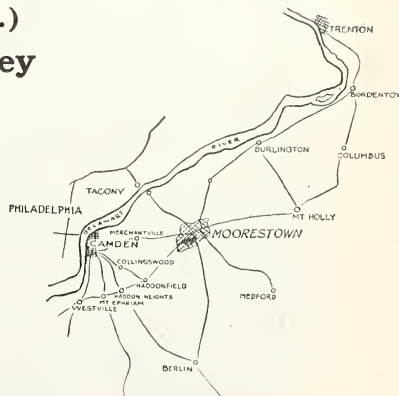 .)
ey
TRENTON
BORDENTOW
RIVER
BURLINGTON
COLUMBUS
TACONY
DELAWARE
MT HOLLY
PHILADELPHIA
MERCHANTVILLE
MOORESTOWN
CAMDEN
COLLINGSWOOD
HADDONFIELD
HADDON HEIGHTS
MEDFORD
MT EPHRIAM
WESTVILLE
BERLIN